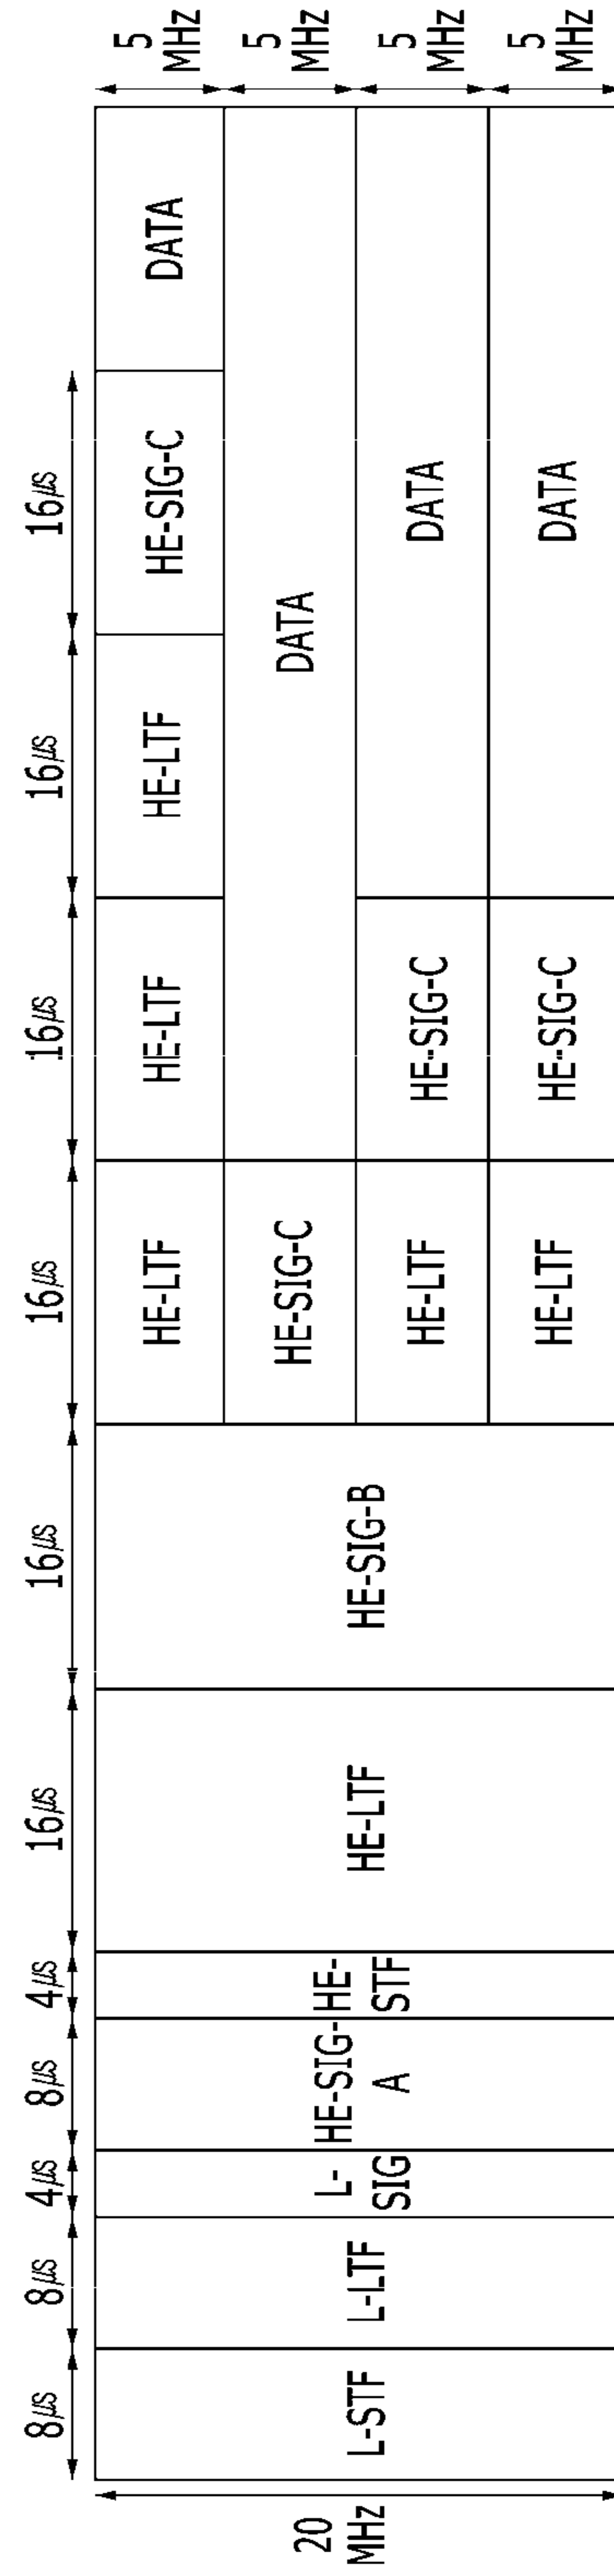 8μs
8μs
4μs
8μs
4μs
16μs
16μs
16μs
16μs
16μs
16μs
20
MHz
L-STF
L-LTF
L-
SIG
HE-SIG-
A
HE-
STF
HE-LTF
HE-SIG-B
HE-LTF
HE-LTF
HE-LTF
HE-SIG-C
DATA
5
MHz
HE-SIG-C
DATA
5
MHz
HE-LTF
HE-SIG-C
DATA
5
MHz
HE-LTF
HE-SIG-C
DATA
5
MHz